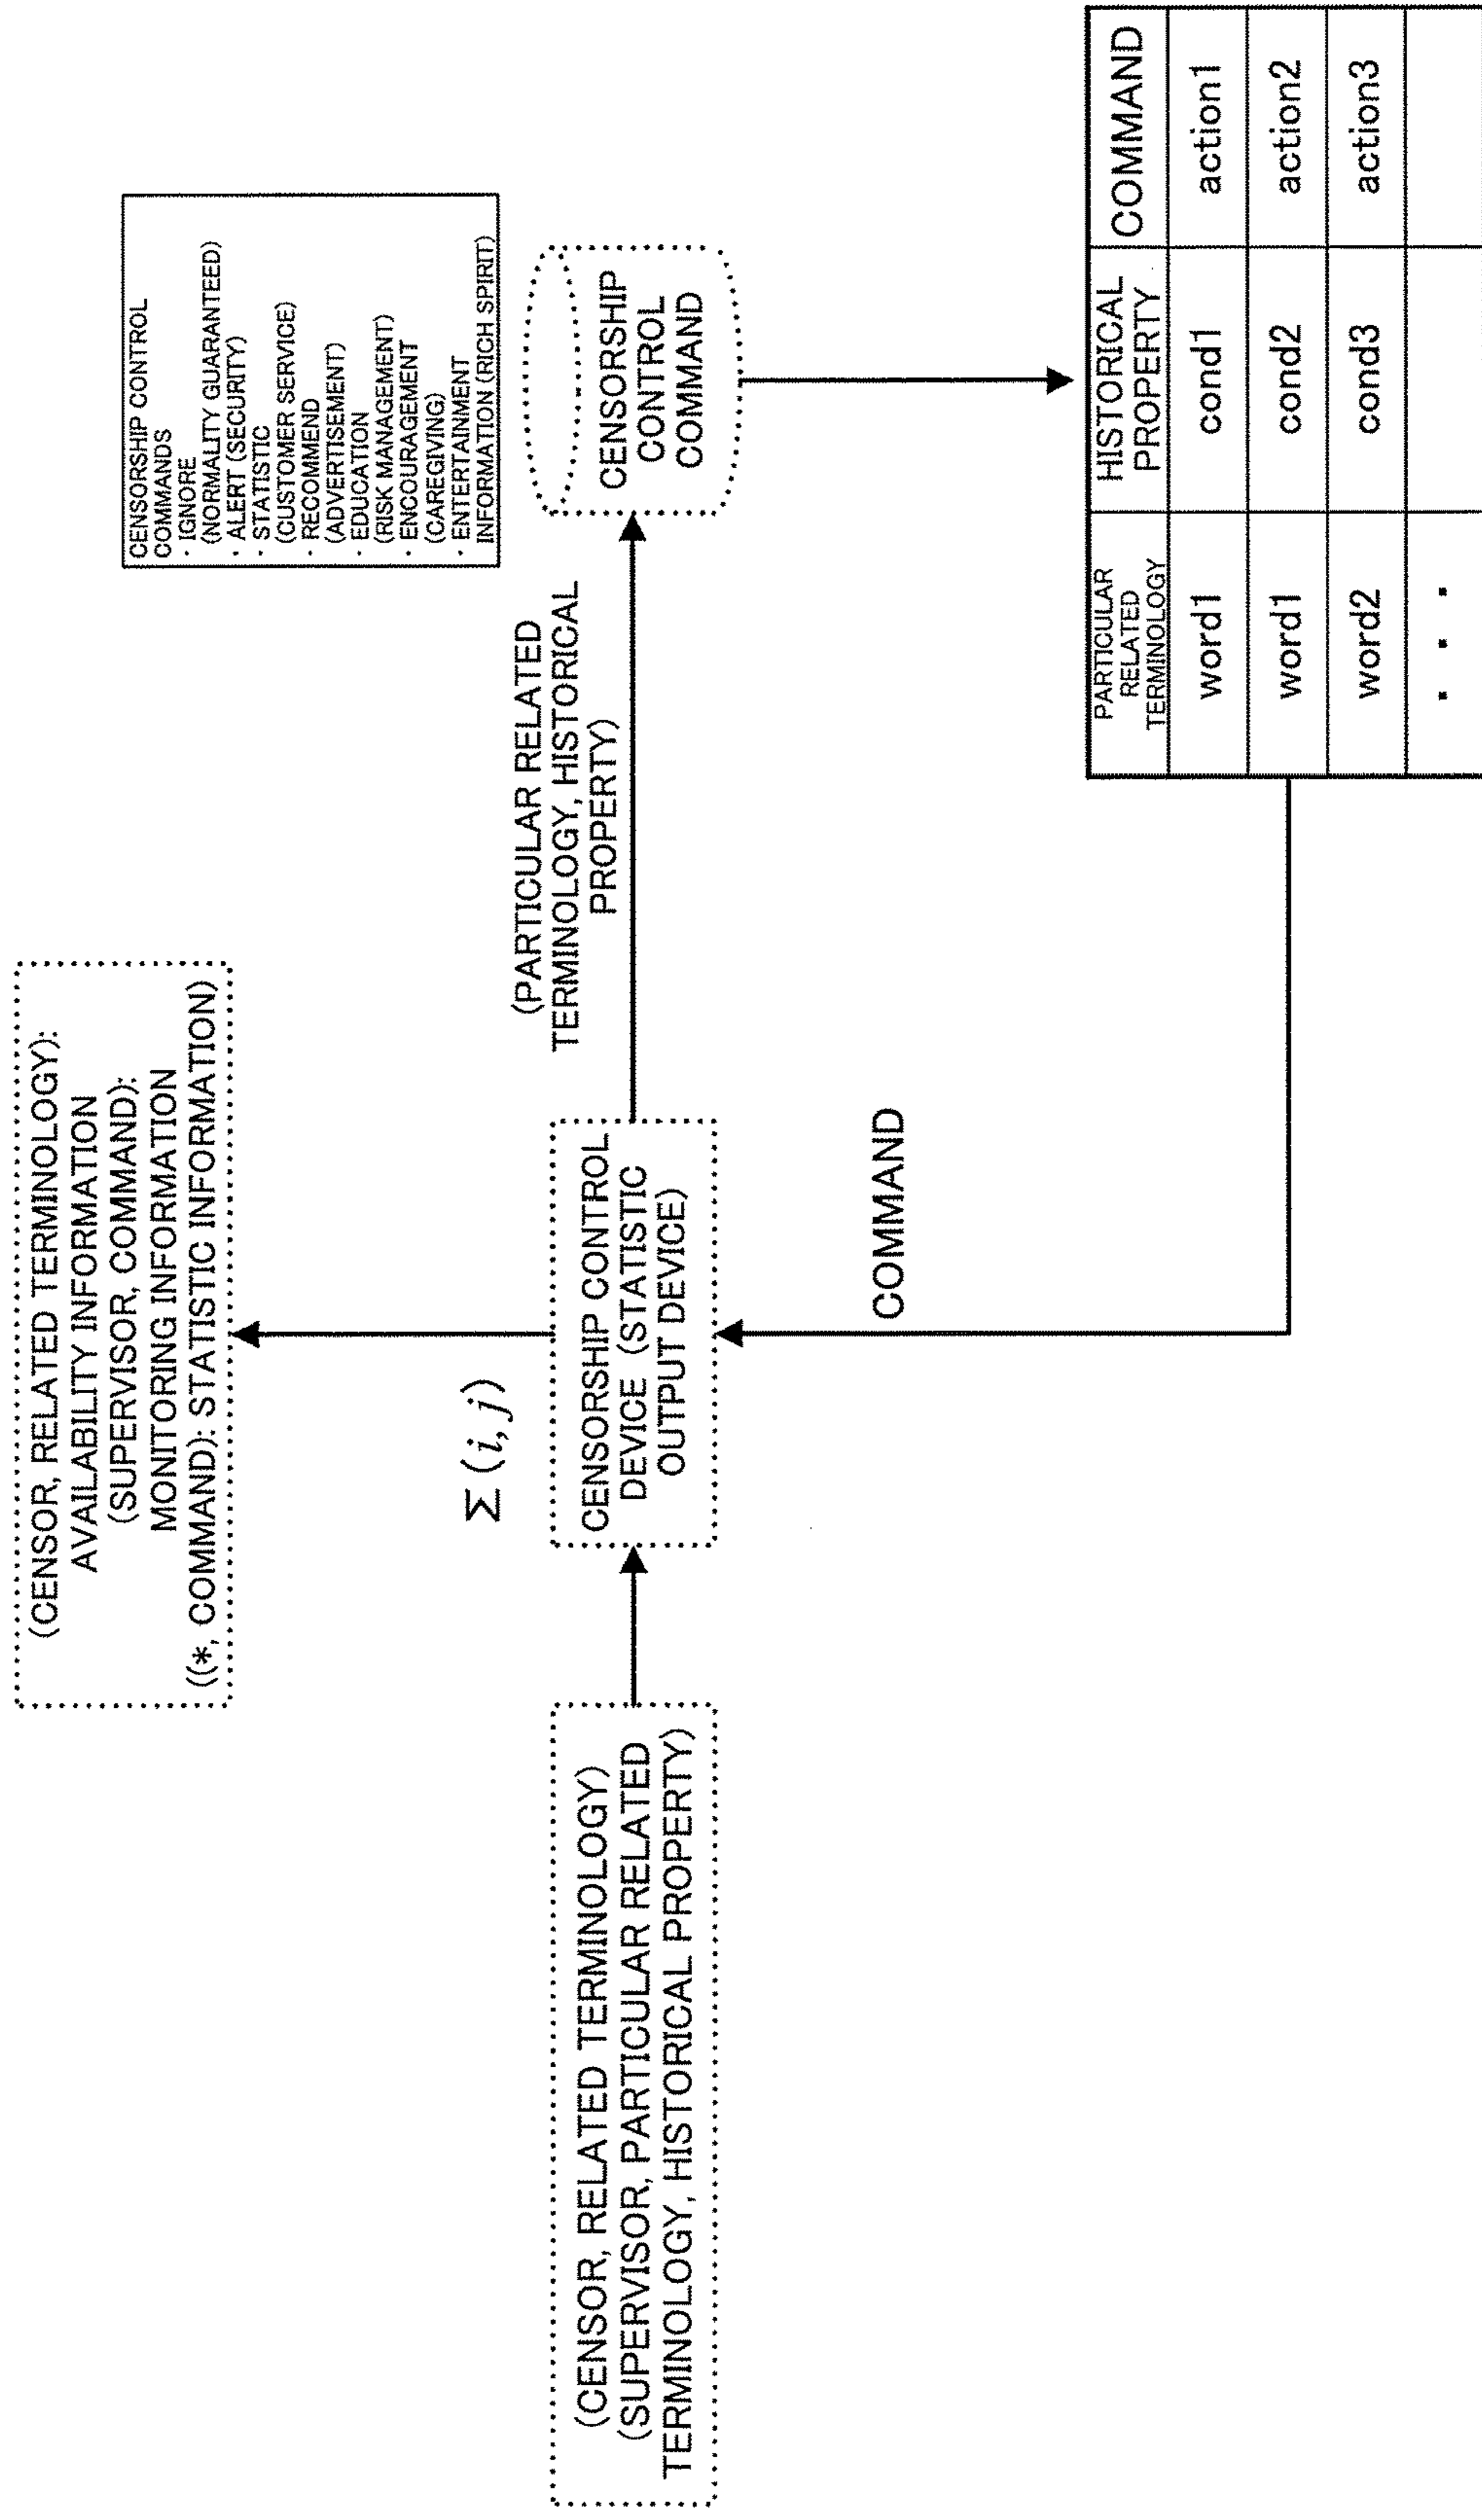 (CENSOR, RELATED TERMINOLOGY):
AVAILABILITY INFORMATION
(SUPERVISOR, COMMAND):
MONITORING INFORMATION
((*, COMMAND): STATISTIC INFORMATION)
CENSORSHIP CONTROL
COMMANDS
・IGNORE
(NORMALITY GUARANTEED)
・ALERT (SECURITY)
・STATISTIC
(CUSTOMER SERVICE)
・RECOMMEND
(ADVERTISEMENT)
・EDUCATION
(RISK MANAGEMENT)
・ENCOURAGEMENT
(CAREGIVING)
・ENTERTAINMENT
INFORMATION (RICH SPIRIT)
Σ (i, j)
(PARTICULAR RELATED
TERMINOLOGY, HISTORICAL
PROPERTY)
(CENSOR, RELATED TERMINOLOGY)
(SUPERVISOR, PARTICULAR RELATED
TERMINOLOGY, HISTORICAL PROPERTY)
CENSORSHIP CONTROL
DEVICE (STATISTIC
OUTPUT DEVICE)
CENSORSHIP
CONTROL
COMMAND
COMMAND
PARTICULAR
RELATED
TERMINOLOGY
HISTORICAL
PROPERTY
COMMAND
word1 cond1 action1
word1 cond2 action2
word2 cond3 action3
. . .